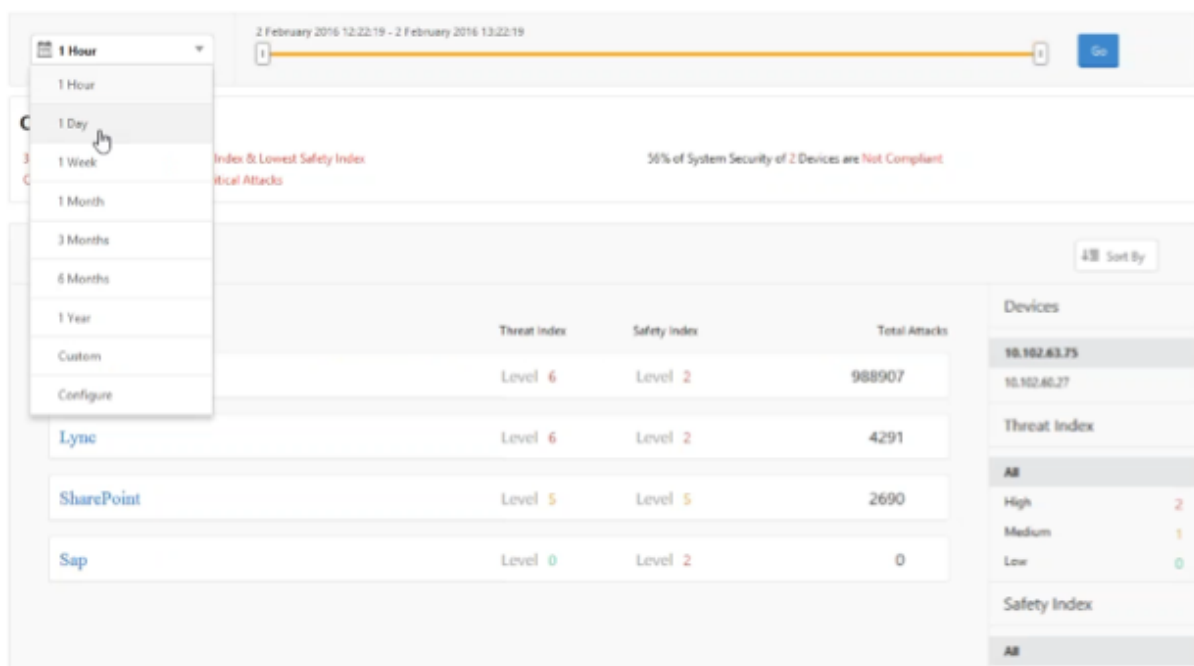 1 Hour
2 February 2016 12:22:19 - 2 February 2016 13:22:19
Go
1 Hour
1 Day
1 Week
1 Month
3 Months
6 Months
1 Year
Custom
Configure
C
3
Index & Lowest Safety Index
56% of System Security of 2 Devices are Not Compliant
C
itical Attacks
Sort By
Threat Index Safety Index Total Attacks
Level 6 Level 2 988907
Lync Level 6 Level 2 4291
SharePoint Level 5 Level 5 2690
Sap Level 0 Level 2 0
Devices
10.102.63.75
10.102.60.27
Threat Index
All
High 2
Medium 1
Low 0
Safety Index
All